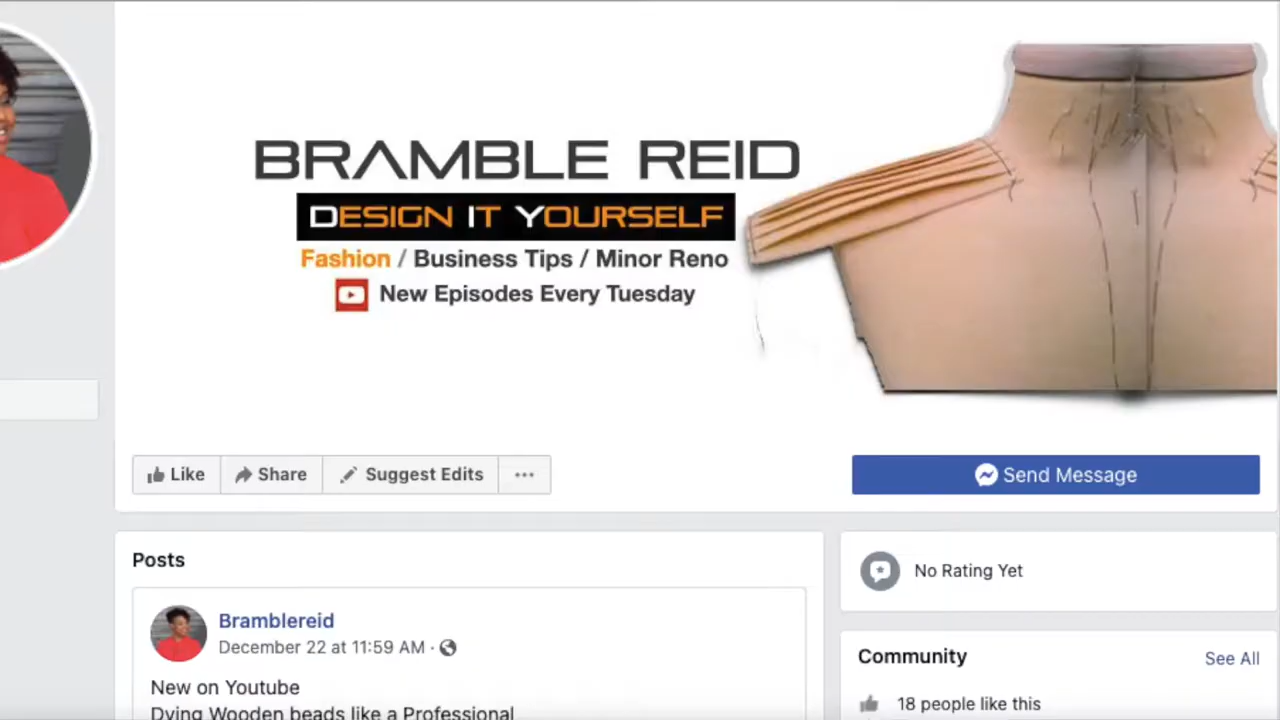 BRAMBLE REID
DESIGN IT YOURSELF
Fashion / Business Tips / Minor Reno
New Episodes Every Tuesday
Like
Share
Suggest Edits
Send Message
Posts
No Rating Yet
Bramblereid
December 22 at 11:59 AM ·
Community
See All
New on Youtube
18 people like this
Dying Wooden beads like a Professional